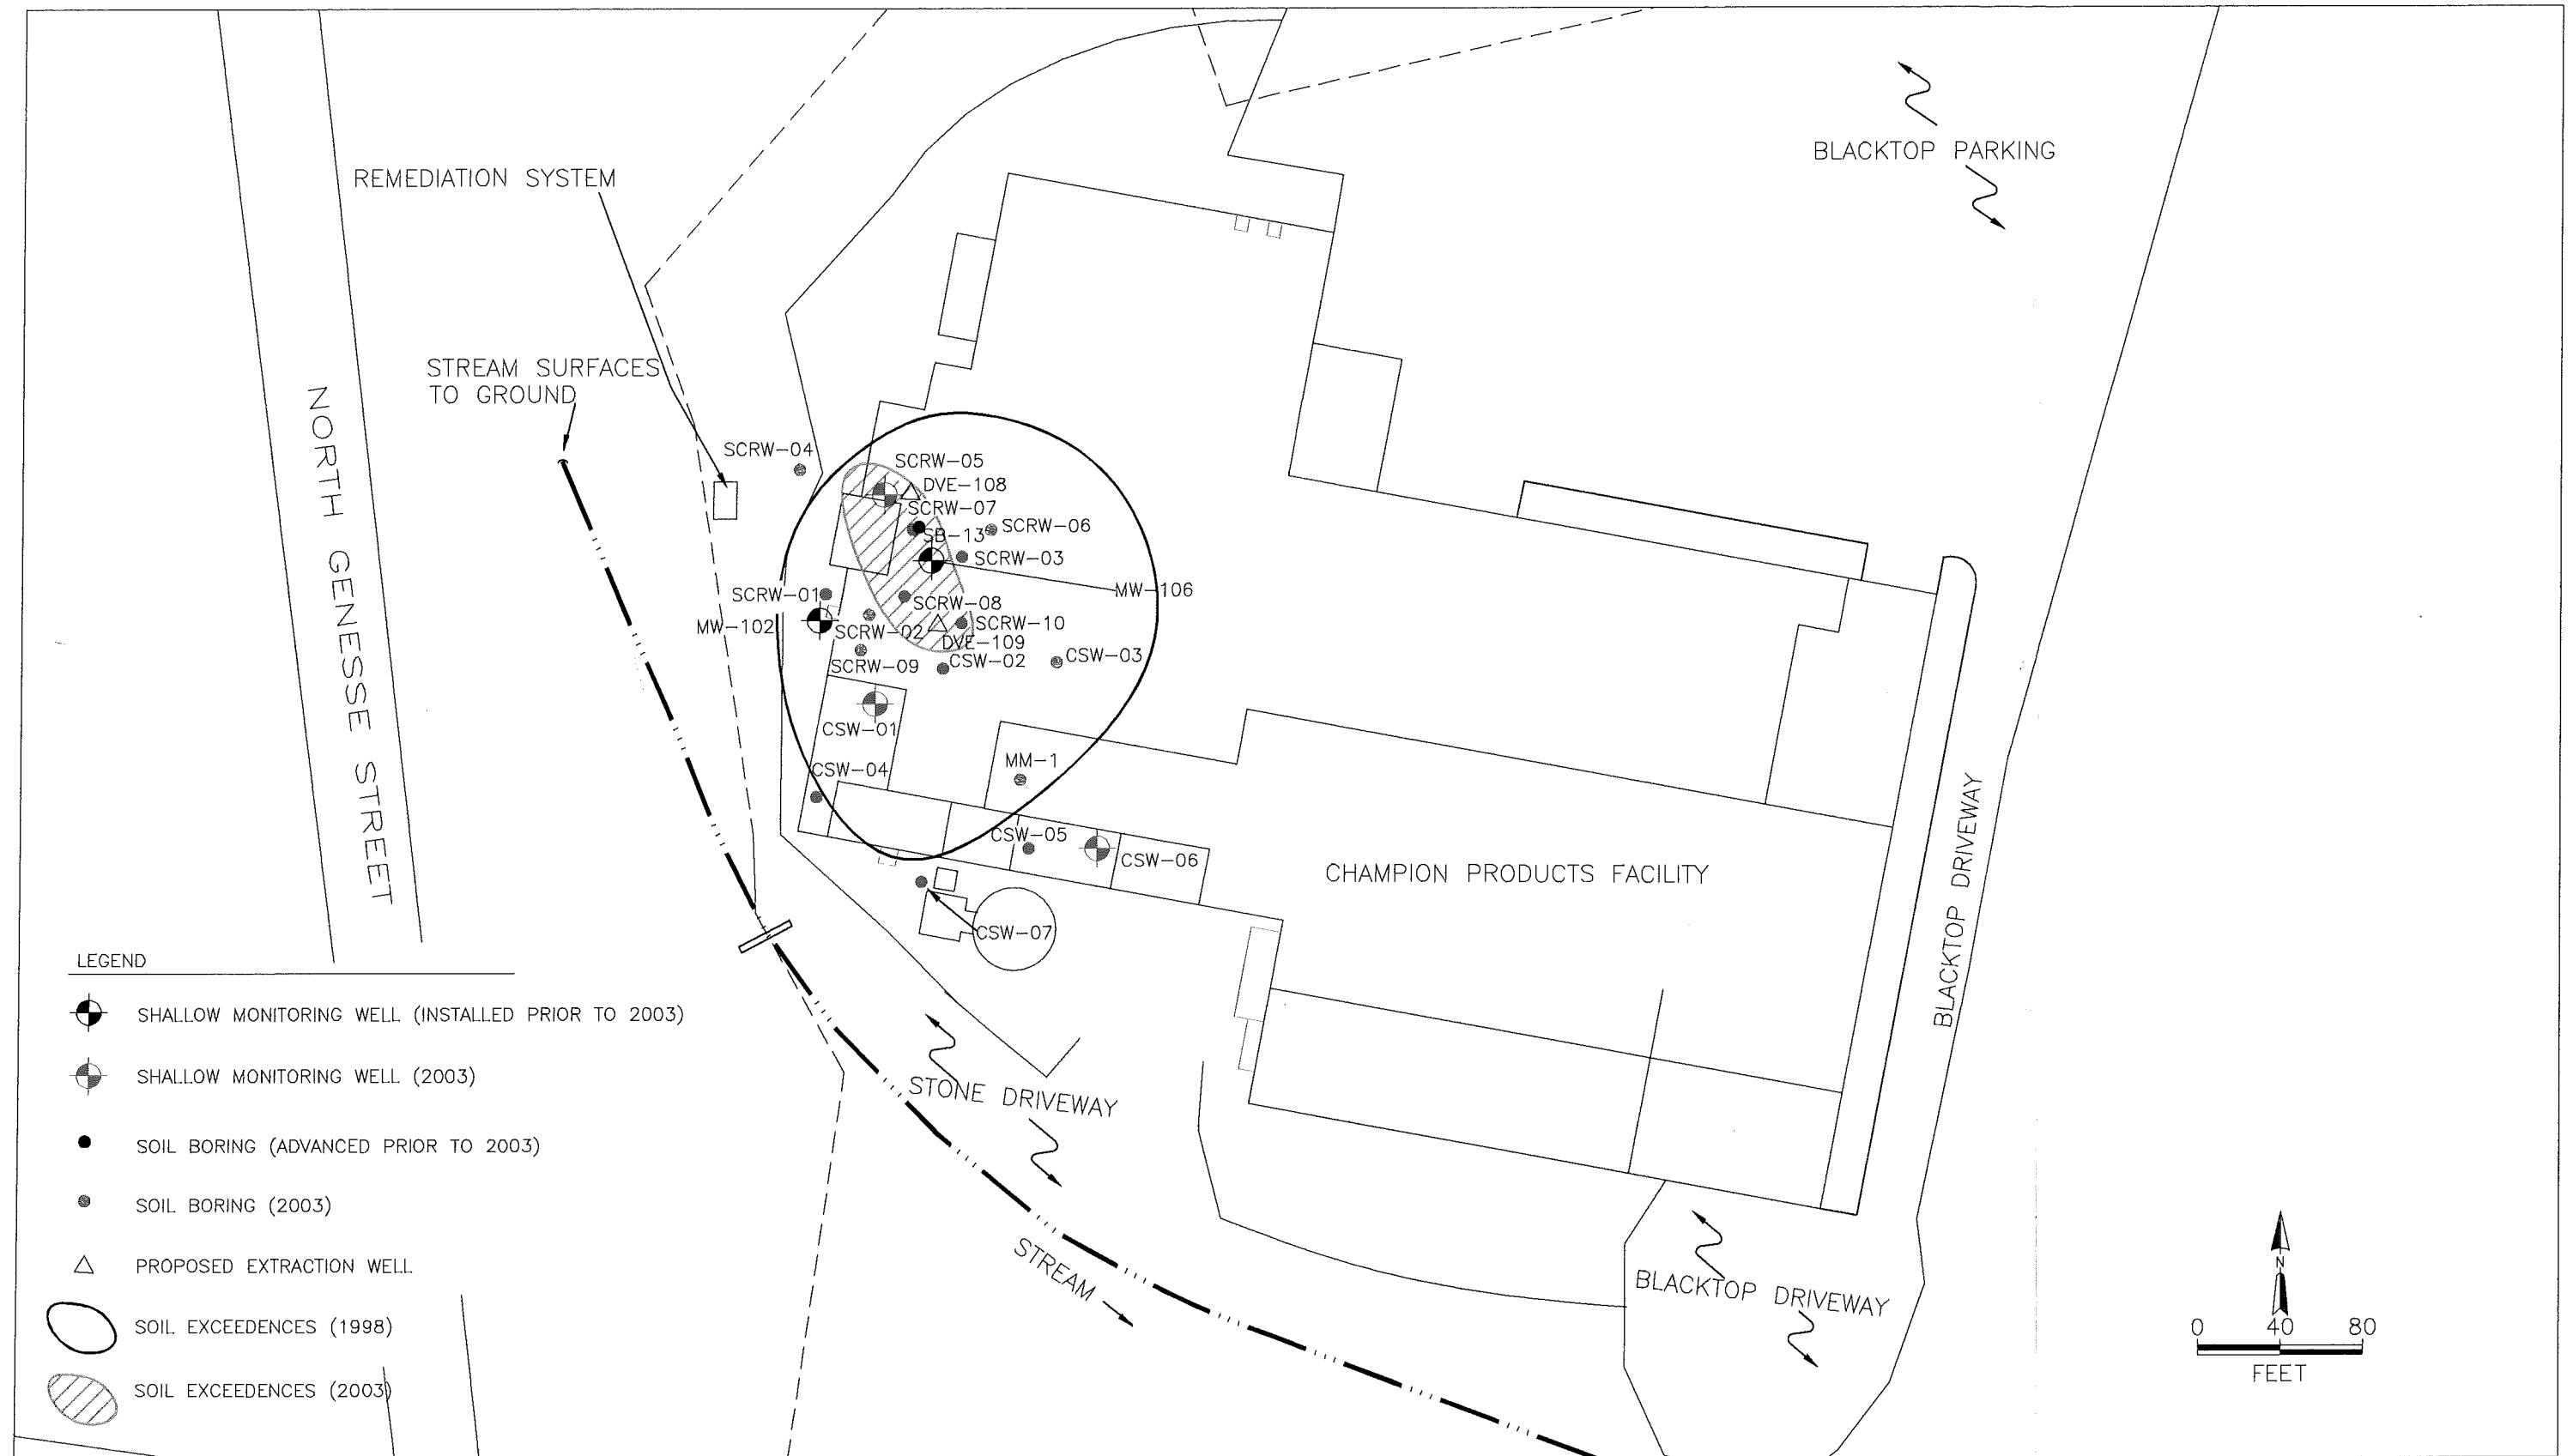 BLACKTOP PARKING
REMEDIATION SYSTEM
STREAM SURFACES
TO GROUND
NORTH GENESSE STREET
SCRW-04
SCRW-05
DVE-108
SCRW-07
SCRW-06
SB-13
SCRW-03
MW-106
SCRW-01
SCRW-08
MW-102
SCRW-02
SCRW-10
DVE-109
SCRW-09
CSW-02
CSW-03
CSW-01
MM-1
CSW-04
CSW-05
CSW-06
CHAMPION PRODUCTS FACILITY
BLACKTOP DRIVEWAY
CSW-07
LEGEND
SHALLOW MONITORING WELL (INSTALLED PRIOR TO 2003)
SHALLOW MONITORING WELL (2003)
SOIL BORING (ADVANCED PRIOR TO 2003)
SOIL BORING (2003)
PROPOSED EXTRACTION WELL
SOIL EXCEEDENCES (1998)
SOIL EXCEEDENCES (2003)
STONE DRIVEWAY
STREAM
BLACKTOP DRIVEWAY
N
0 40 80
FEET